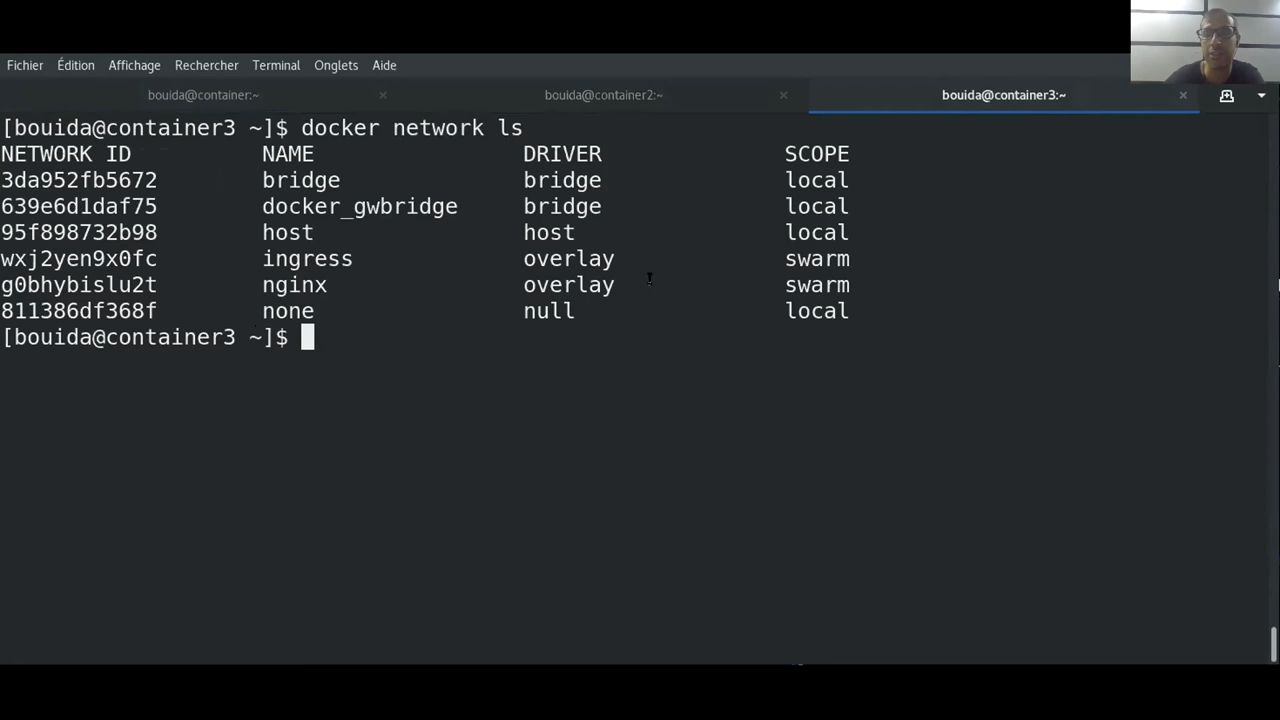 Fichier Édition Affichage Rechercher Terminal Onglets Aide
bouida@container:~ × bouida@container2:~ × bouida@container3:~ ×
[bouida@container3 ~]$ docker network ls
NETWORK ID NAME DRIVER SCOPE
3da952fb5672 bridge bridge local
639e6d1daf75 docker_gwbridge bridge local
95f898732b98 host host local
wxj2yen9x0fc ingress overlay swarm
g0bhybislu2t nginx overlay swarm
811386df368f none null local
[bouida@container3 ~]$